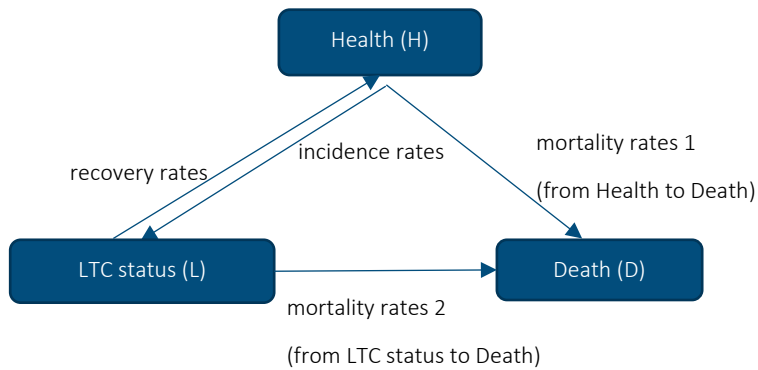 Health (H)
mortality rates 1
incidence rates
recovery rates
(from Health to Death)
LTC status (L)
Death (D)
mortality rates 2
(from LTC status to Death)